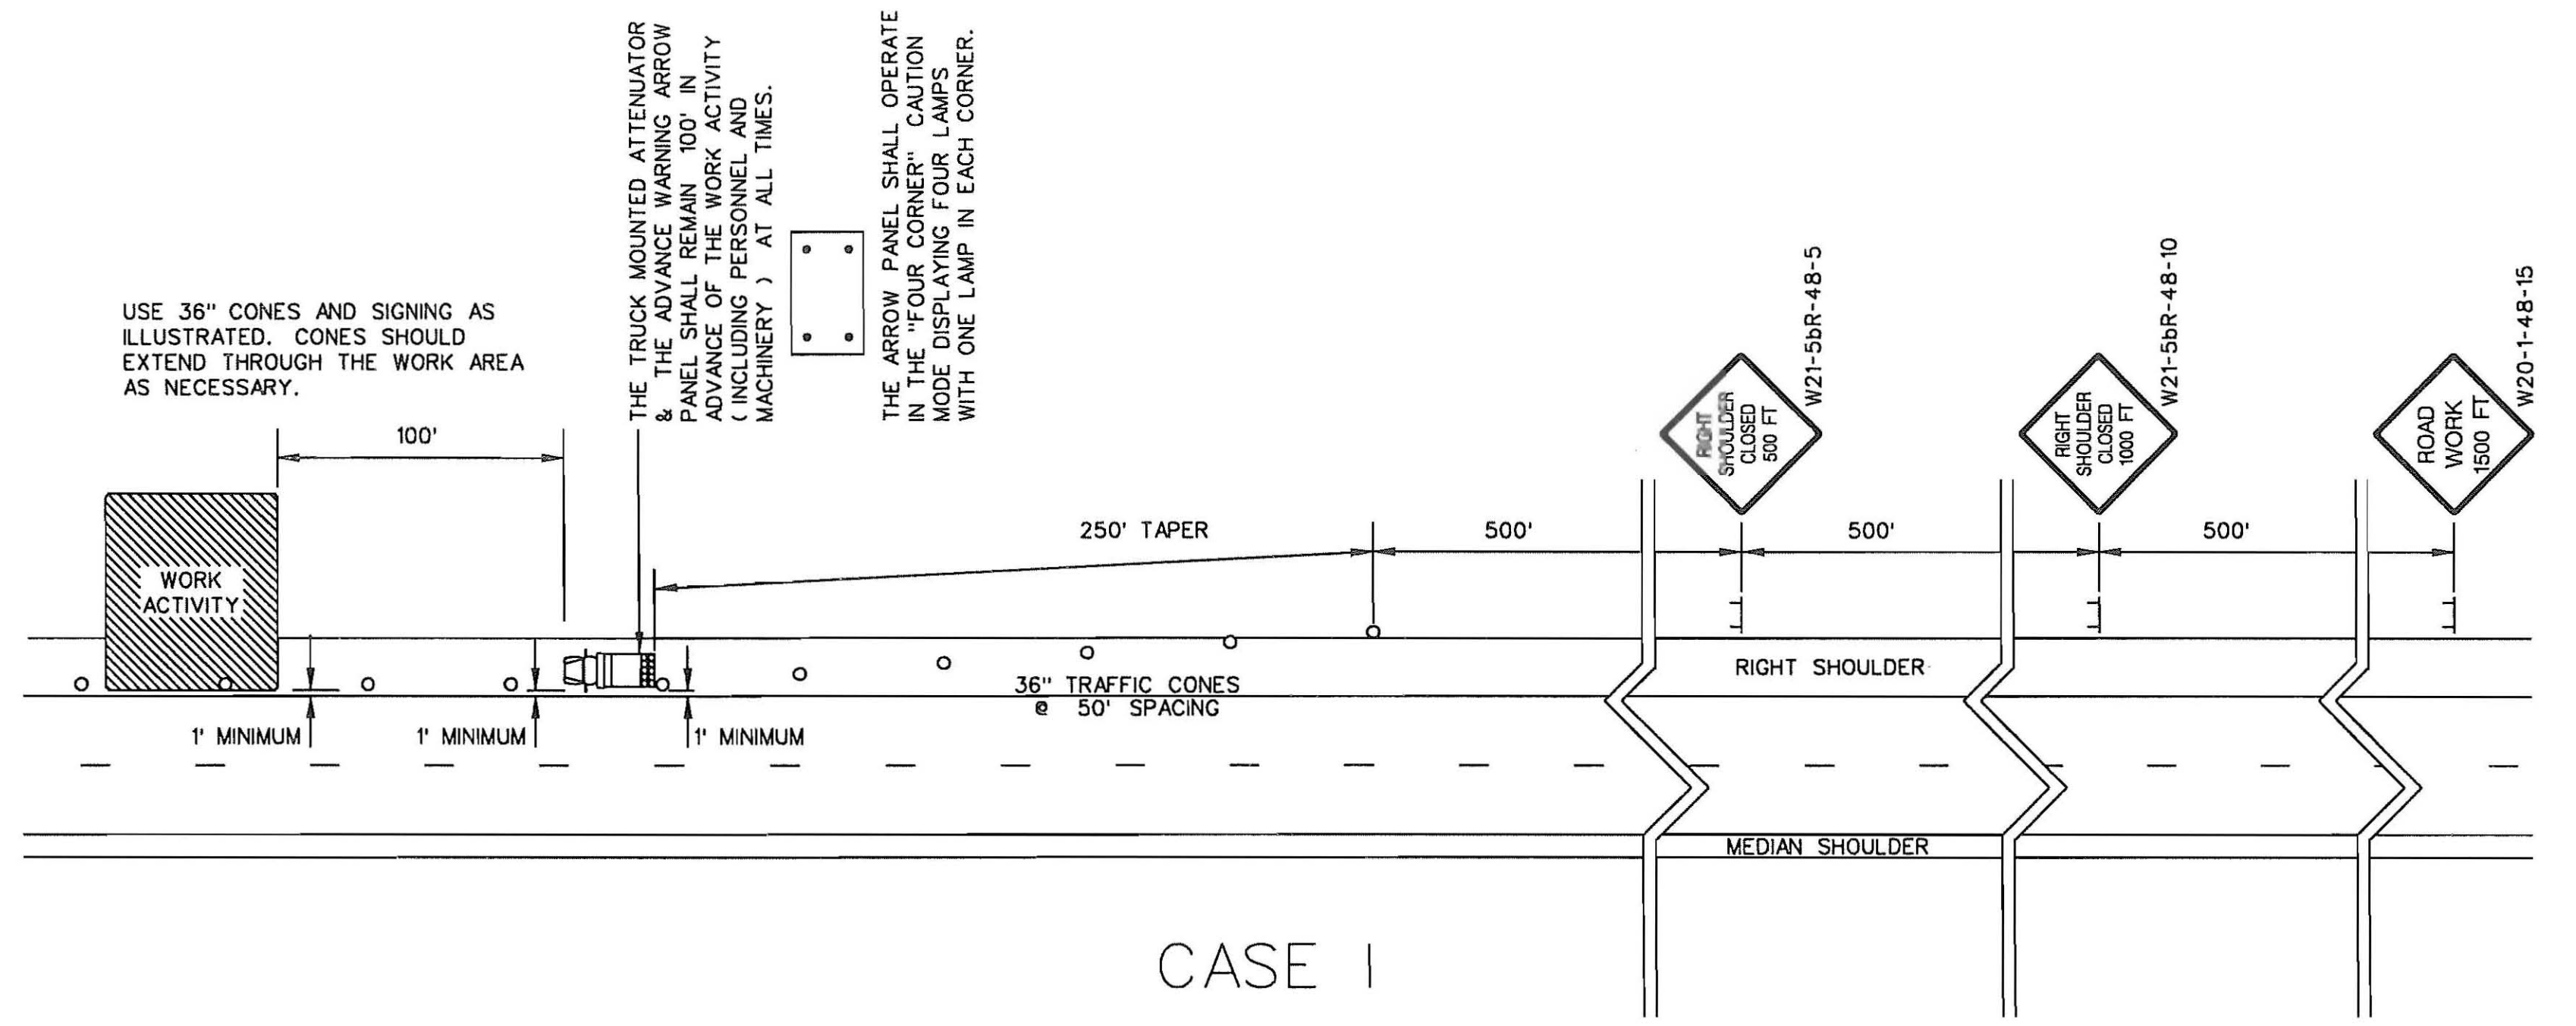 USE 36" CONES AND SIGNING AS
ILLUSTRATED. CONES SHOULD
EXTEND THROUGH THE WORK AREA
AS NECESSARY.
THE TRUCK MOUNTED ATTENUATOR
& THE ADVANCE WARNING ARROW
PANEL SHALL REMAIN 100' IN
ADVANCE OF THE WORK ACTIVITY
( INCLUDING PERSONNEL AND
MACHINERY ) AT ALL TIMES.
THE ARROW PANEL SHALL OPERATE
IN THE "FOUR CORNER" CAUTION
MODE DISPLAYING FOUR LAMPS
WITH ONE LAMP IN EACH CORNER.
RIGHT
SHOULDER
CLOSED
500 FT
W21-5bR-48-5
RIGHT
SHOULDER
CLOSED
1000 FT
W21-5bR-48-10
ROAD
WORK
1500 FT
W20-1-48-15
100'
250' TAPER
500'
500'
500'
WORK
ACTIVITY
RIGHT SHOULDER
36" TRAFFIC CONES
@ 50' SPACING
1' MINIMUM
1' MINIMUM
1' MINIMUM
MEDIAN SHOULDER
CASE I